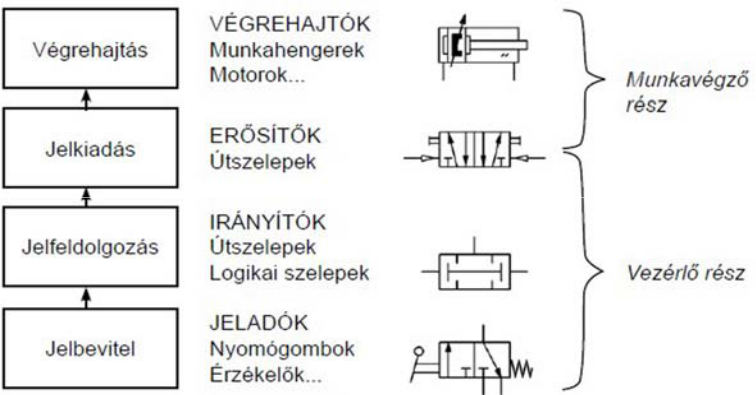 Végrehajtás
VÉGREHAJTÓK
Munkahengerek
Motorok...
Munkavégző
rész
Jelkiadás
ERŐSÍTŐK
Útszelepek
Jelfeldolgozás
IRÁNYÍTÓK
Útszelepek
Logikai szelepek
Vezérlő rész
Jelbevitel
JELADÓK
Nyomógombok
Érzékelők...